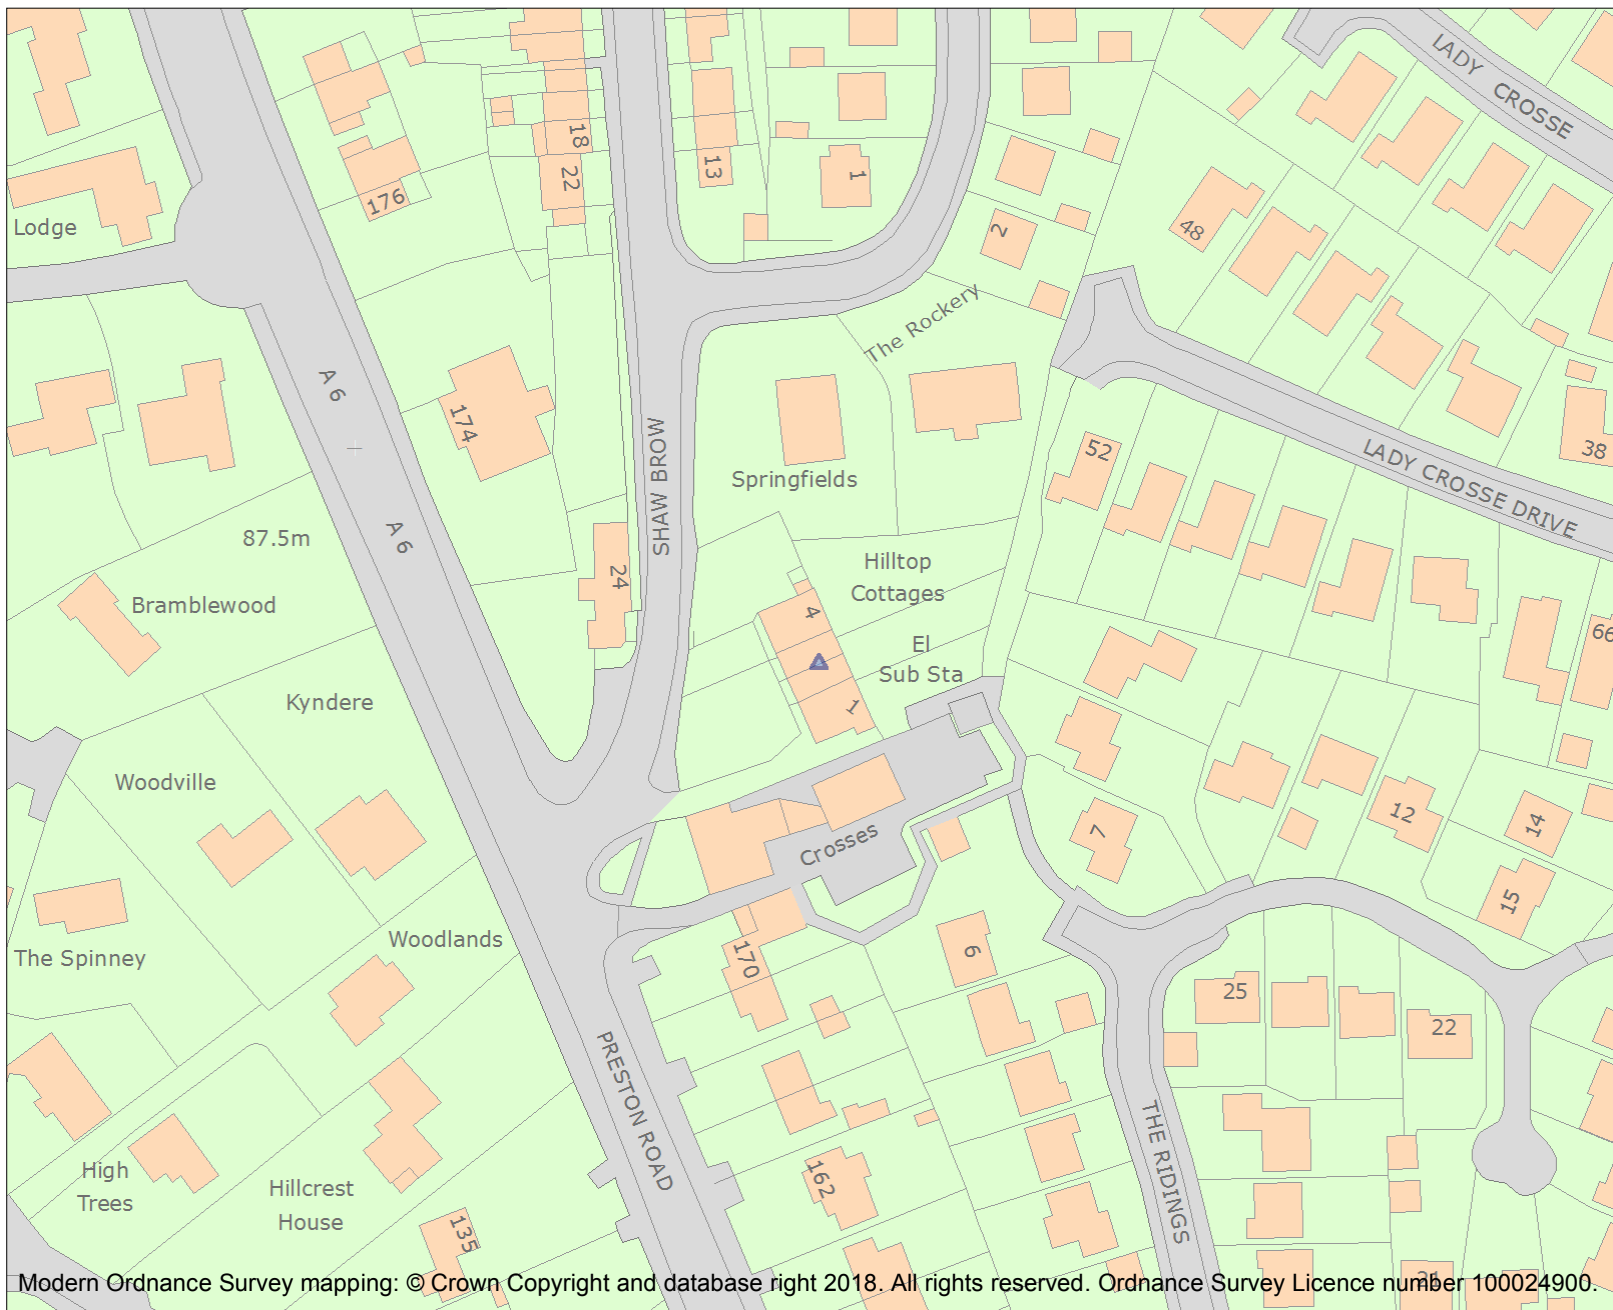 LADY CROSSE
18
22
13
1
176
48
2
Lodge
The Rockery
A 6
174
52
38
SHAW BROW
Springfields
LADY CROSSE DRIVE
A 6
87.5m
24
Hilltop
Cottages
Bramblewood
4
66
El
Sub Sta
Kyndere
1
Woodville
12
14
7
Crosses
15
Woodlands
The Spinney
170
6
25
22
PRESTON ROAD
THE RIDINGS
High
Trees
162
Hillcrest
House
135
21
Modern Ordnance Survey mapping: © Crown Copyright and database right 2018. All rights reserved. Ordnance Survey Licence number 100024900.